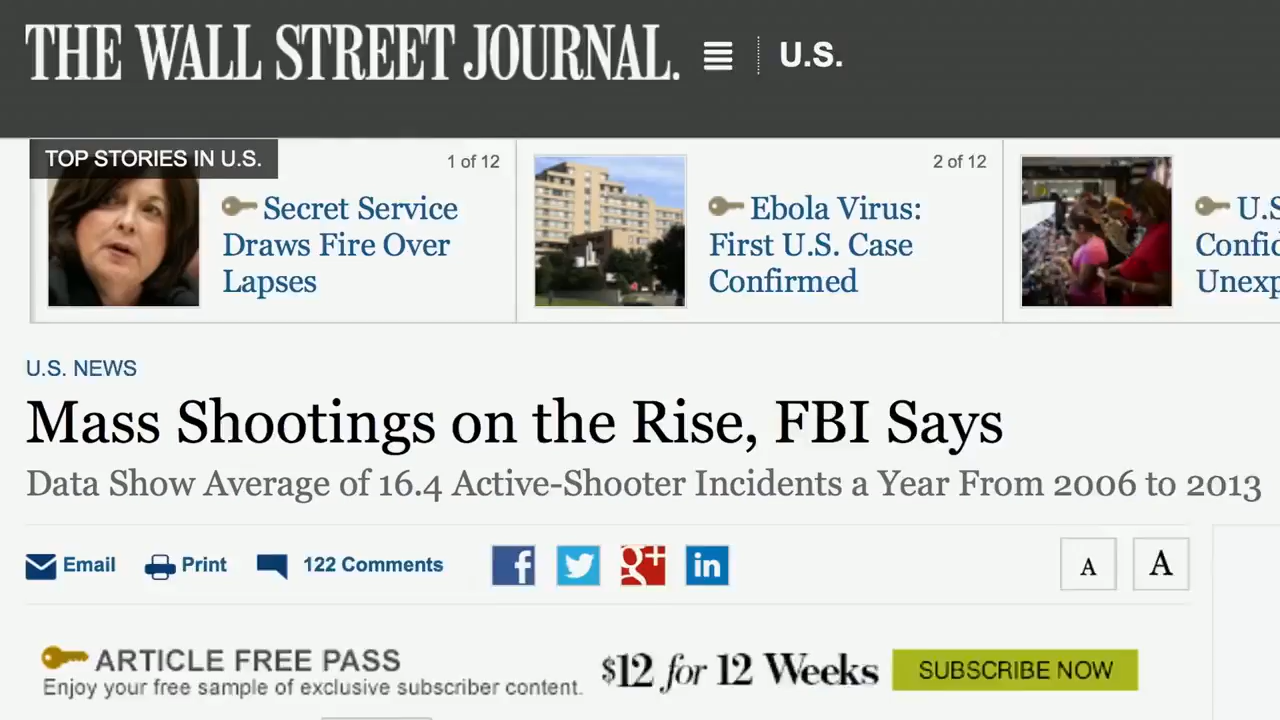 THE WALL STREET JOURNAL.
U.S.
TOP STORIES IN U.S.
1 of 12
Secret Service
Draws Fire Over
Lapses
2 of 12
Ebola Virus:
First U.S. Case
Confirmed
U.S
Confid
Unexp
U.S. NEWS
Mass Shootings on the Rise, FBI Says
Data Show Average of 16.4 Active-Shooter Incidents a Year From 2006 to 2013
Email
Print
122 Comments
f
g+
in
A
A
ARTICLE FREE PASS
Enjoy your free sample of exclusive subscriber content.
$12 for 12 Weeks
SUBSCRIBE NOW